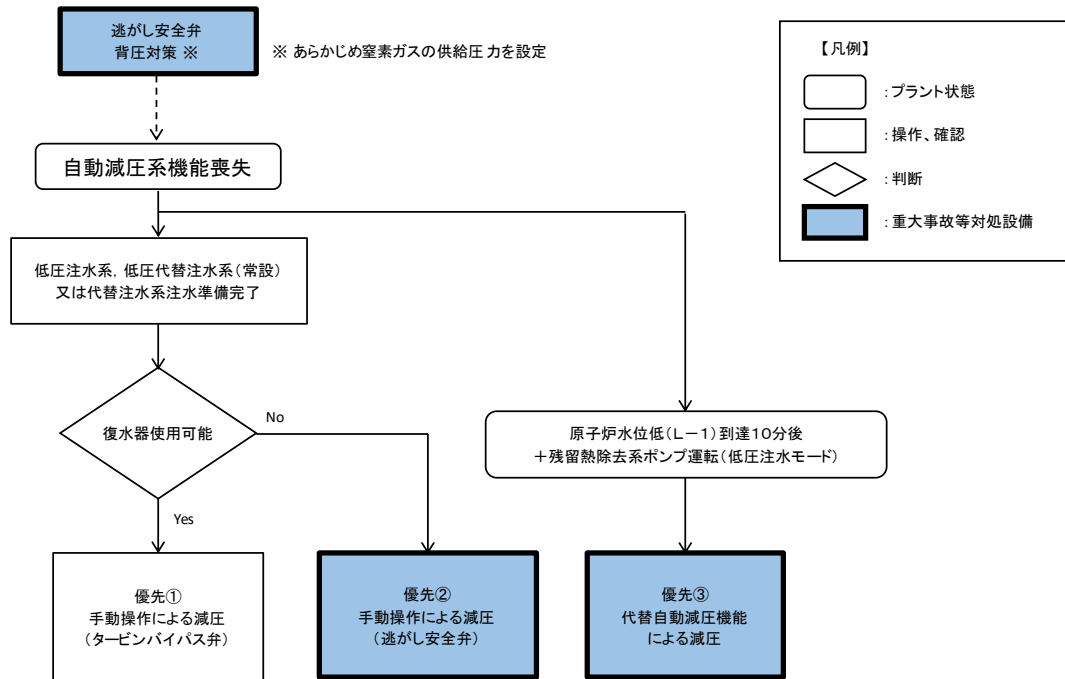 逃がし安全弁
背圧対策 ※
※ あらかじめ窒素ガスの供給圧力を設定
【凡例】
：プラント状態
：操作、確認
：判断
：重大事故等対処設備
自動減圧系機能喪失
低圧注水系，低圧代替注水系（常設）
又は代替注水系注水準備完了
復水器使用可能
No
Yes
原子炉水位低（Ｌ－１）到達１０分後
＋残留熱除去系ポンプ運転（低圧注水モード）
優先①
手動操作による減圧
（タービンバイパス弁）
優先②
手動操作による減圧
（逃がし安全弁）
優先③
代替自動減圧機能
による減圧